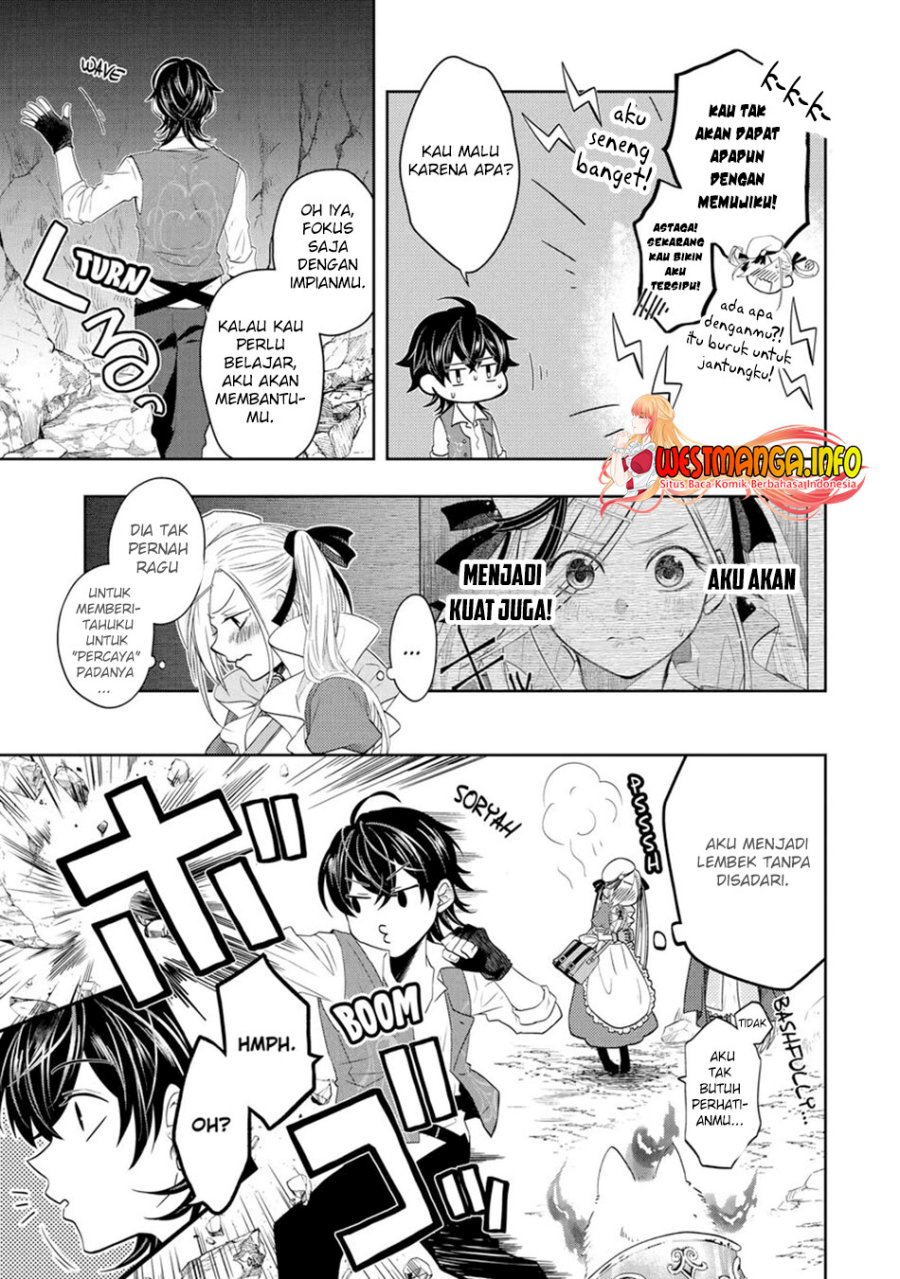 K-K-K-
KAU TAK
AKAN DAPAT
APAPUN
DENGAN
MEMUJIKU!
ASTAGA!
SEKARANG
KAU BIKIN
AKU
TERSIPU!
aku
seneng
banget!
ada apa
denganmu?!
itu buruk untuk
jantungku!
KAU MALU
KARENA APA?
WAVE
OH IYA,
FOKUS
SAJA
DENGAN
IMPIANMU.
KALAU KAU
PERLU
BELAJAR,
AKU AKAN
MEMBANTU-
MU.
TURN
WESTMANGA.INFO
Situs Baca Komik Berbahasa Indonesia
AKU AKAN
MENJADI
KUAT JUGA!
...
DIA TAK
PERNAH
RAGU
UNTUK
MEMBERI-
TAHUKU
UNTUK
"PERCAYA"
PADANYA
...
AKU MENJADI
LEMBEK TANPA
DISADARI.
PSSSSH
SORYAH
ボ
ゴ
BOOM
BASHFULLY...
TIDAK
AKU
TAK
BUTUH
PERHATI-
ANMU...
HMPH.
OH?